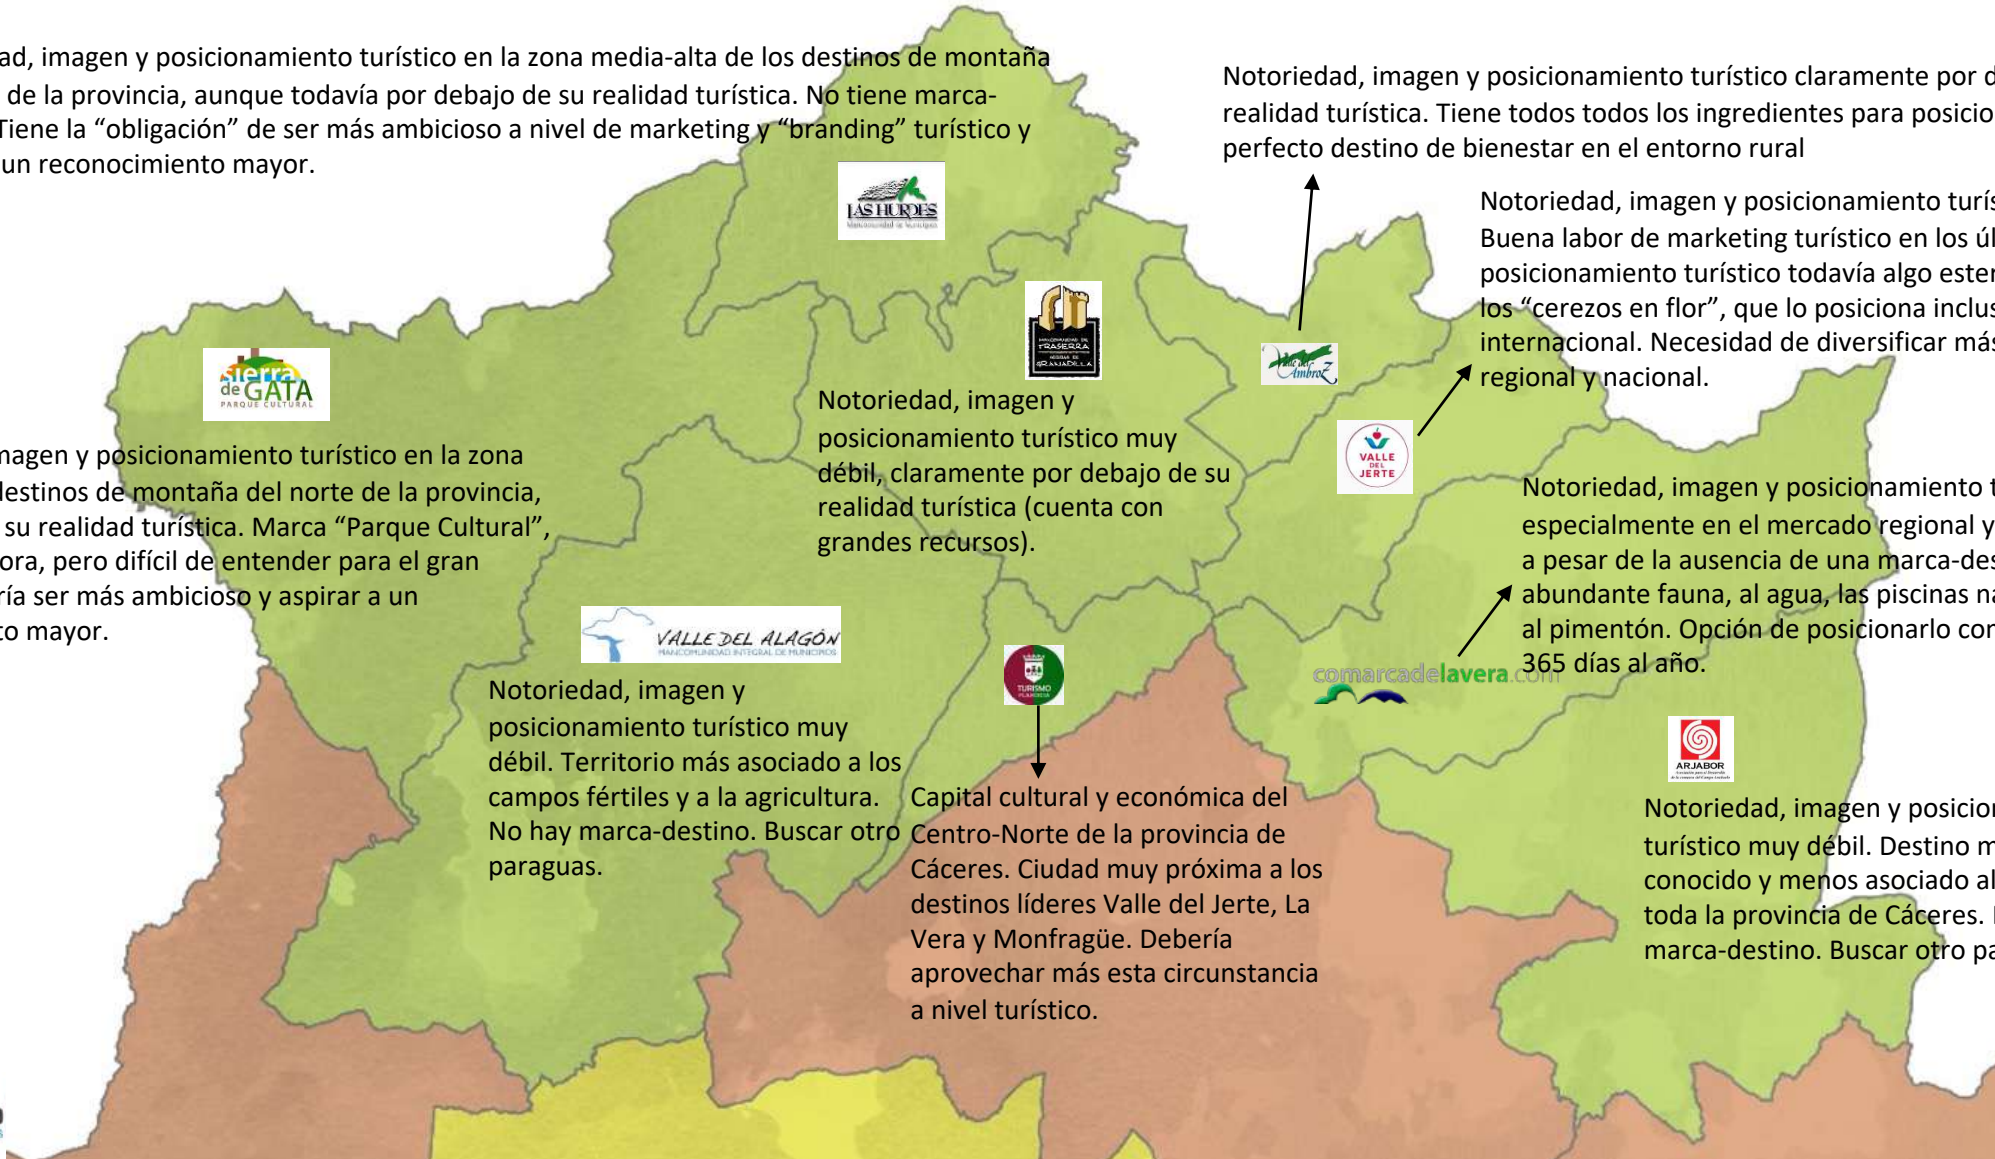 ad, imagen y posicionamiento turístico en la zona media-alta de los destinos de montaña
de la provincia, aunque todavía por debajo de su realidad turística. No tiene marca-
Tiene la “obligación” de ser más ambicioso a nivel de marketing y “branding” turístico y
un reconocimiento mayor.
LAS HURDES
Mancomunidad de Municipios
Notoriedad, imagen y posicionamiento turístico claramente por d
realidad turística. Tiene todos todos los ingredientes para posicio
perfecto destino de bienestar en el entorno rural
Notoriedad, imagen y posicionamiento turís
Buena labor de marketing turístico en los úl
posicionamiento turístico todavía algo ester
los “cerezos en flor”, que lo posiciona inclus
internacional. Necesidad de diversificar más
regional y nacional.
MANCOMUNIDAD DE
TRASIERRA
TIERRAS DE
GRANADILLA
Valle del
Ambroz
sierra
de GATA
PARQUE CULTURAL
Notoriedad, imagen y
posicionamiento turístico muy
débil, claramente por debajo de su
realidad turística (cuenta con
grandes recursos).
VALLE
DEL
JERTE
magen y posicionamiento turístico en la zona
destinos de montaña del norte de la provincia,
su realidad turística. Marca “Parque Cultural”,
ora, pero difícil de entender para el gran
ría ser más ambicioso y aspirar a un
to mayor.
Notoriedad, imagen y posicionamiento t
especialmente en el mercado regional y
a pesar de la ausencia de una marca-des
abundante fauna, al agua, las piscinas na
al pimentón. Opción de posicionarlo con
365 días al año.
comarcadelavera.com
VALLE DEL ALAGÓN
MANCOMUNIDAD INTEGRAL DE MUNICIPIOS
TURISMO
PLASENCIA
Notoriedad, imagen y
posicionamiento turístico muy
débil. Territorio más asociado a los
campos fértiles y a la agricultura.
No hay marca-destino. Buscar otro
paraguas.
Capital cultural y económica del
Centro-Norte de la provincia de
Cáceres. Ciudad muy próxima a los
destinos líderes Valle del Jerte, La
Vera y Monfragüe. Debería
aprovechar más esta circunstancia
a nivel turístico.
ARJABOR
Notoriedad, imagen y posicion
turístico muy débil. Destino m
conocido y menos asociado al
toda la provincia de Cáceres.
marca-destino. Buscar otro pa